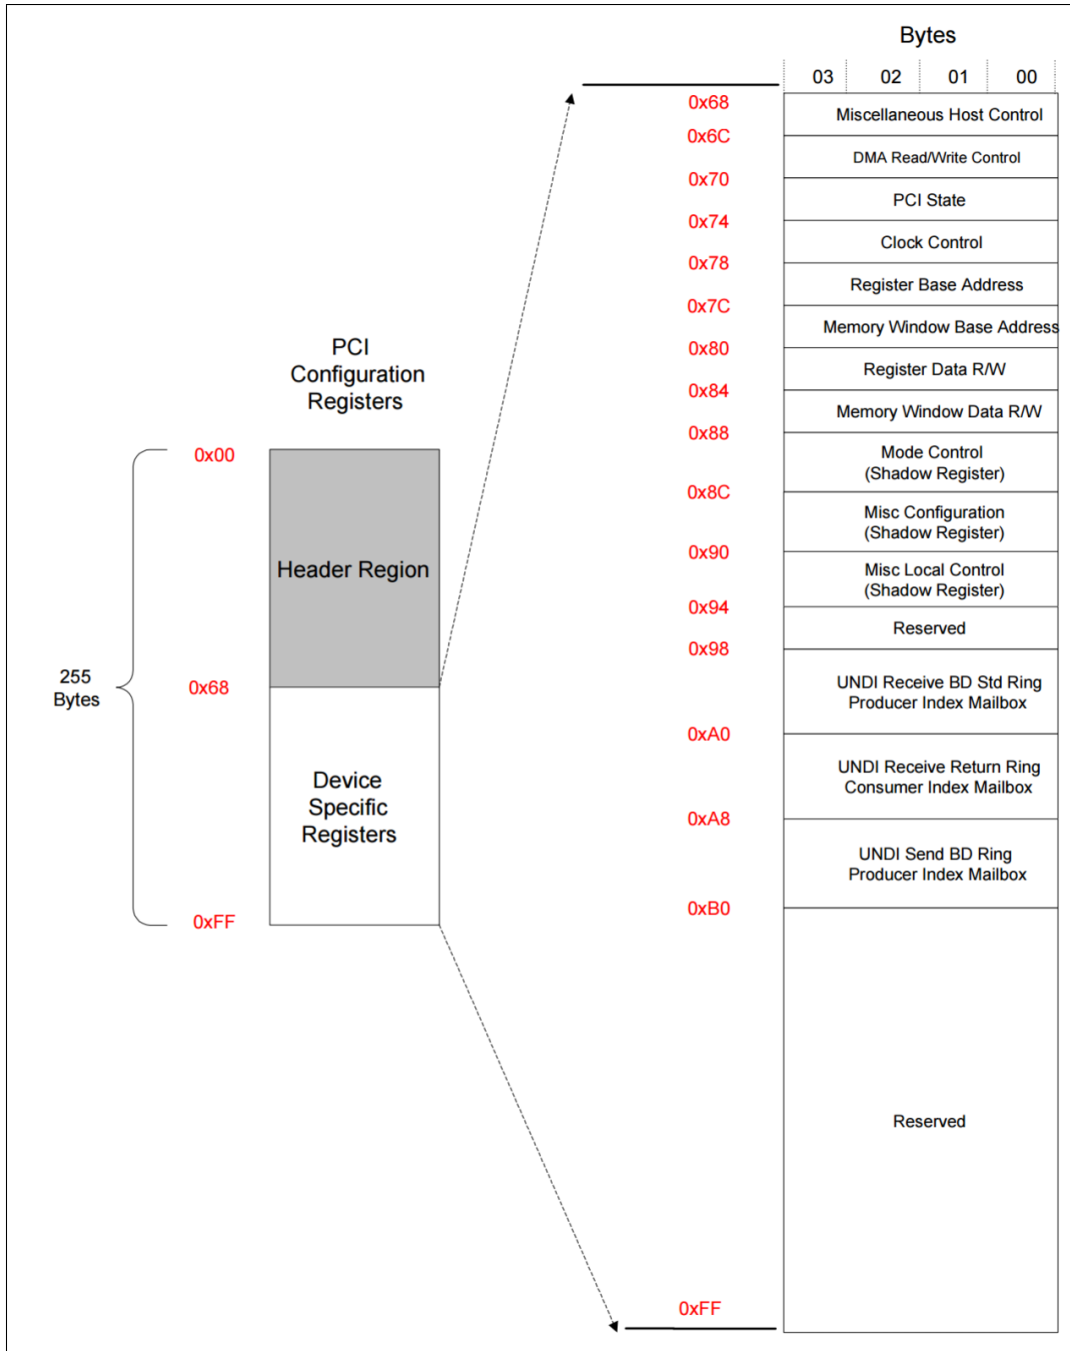 Bytes
03 02 01 00
0x68
Miscellaneous Host Control
0x6C
DMA Read/Write Control
0x70
PCI State
0x74
Clock Control
0x78
Register Base Address
0x7C
Memory Window Base Address
0x80
Register Data R/W
0x84
Memory Window Data R/W
0x88
Mode Control
(Shadow Register)
0x8C
Misc Configuration
(Shadow Register)
0x90
Misc Local Control
(Shadow Register)
0x94
Reserved
0x98
UNDI Receive BD Std Ring
Producer Index Mailbox
0xA0
UNDI Receive Return Ring
Consumer Index Mailbox
0xA8
UNDI Send BD Ring
Producer Index Mailbox
0xB0
Reserved
0xFF
PCI
Configuration
Registers
0x00
Header Region
255
Bytes
0x68
Device
Specific
Registers
0xFF